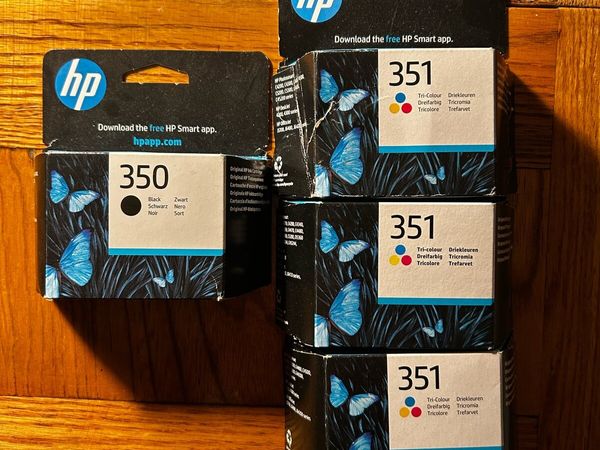 hp
Download the free HP Smart app.
hpapp.com
350
Black Zwart
Schwarz Nero
Noir Sort
hp
Download the free HP Smart app.
351
Tri-Colour Driekleuren
Dreifarbig Tricromia
Tricolore Trefarvet
351
Tri-colour Driekleuren
Dreifarbig Tricromia
Tricolore Trefarvet
351
Tri-Colour Driekleuren
Dreifarbig Tricromia
Tricolore Trefarvet